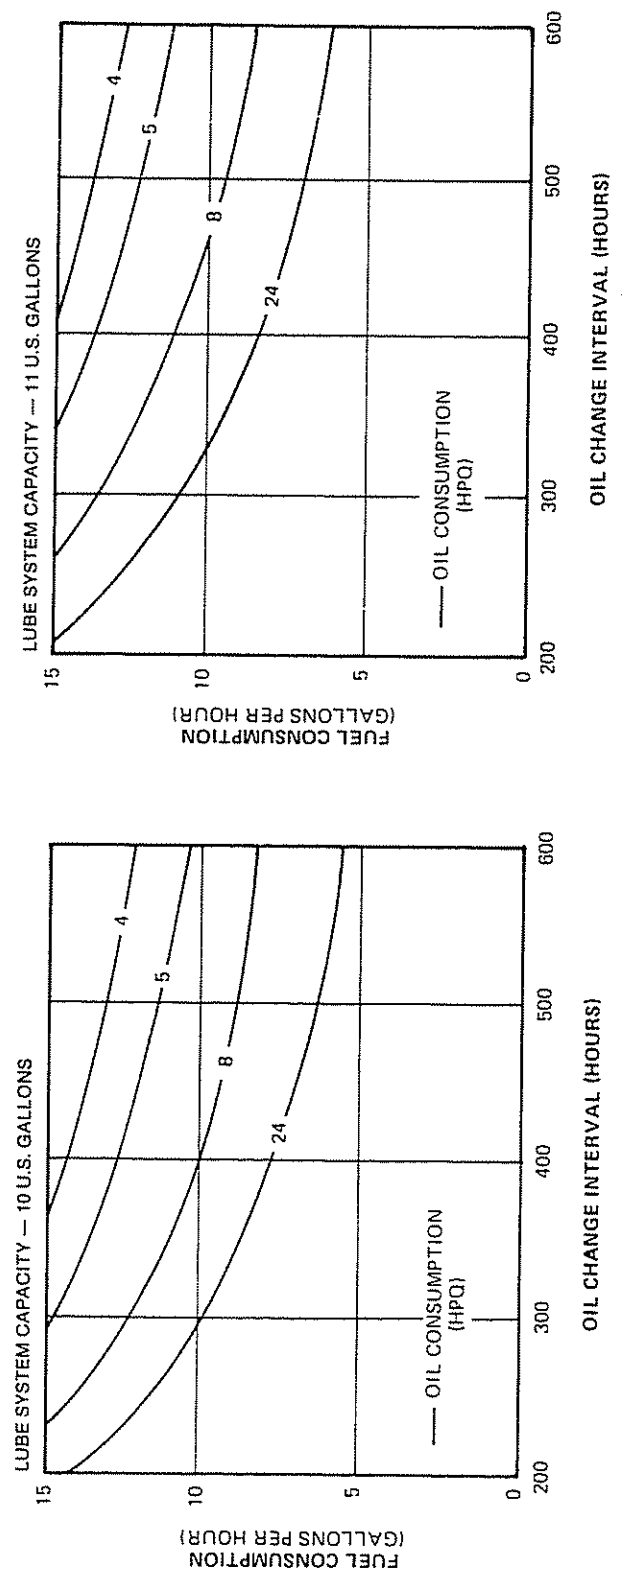 LUBE SYSTEM CAPACITY — 10 U.S. GALLONS
FUEL CONSUMPTION
(GALLONS PER HOUR)
15
10
5
0
4
5
8
24
OIL CONSUMPTION
(HPQ)
200
300
400
500
600
OIL CHANGE INTERVAL (HOURS)
LUBE SYSTEM CAPACITY — 11 U.S. GALLONS
FUEL CONSUMPTION
(GALLONS PER HOUR)
15
10
5
0
4
5
8
24
OIL CONSUMPTION
(HPQ)
200
300
400
500
600
OIL CHANGE INTERVAL (HOURS)